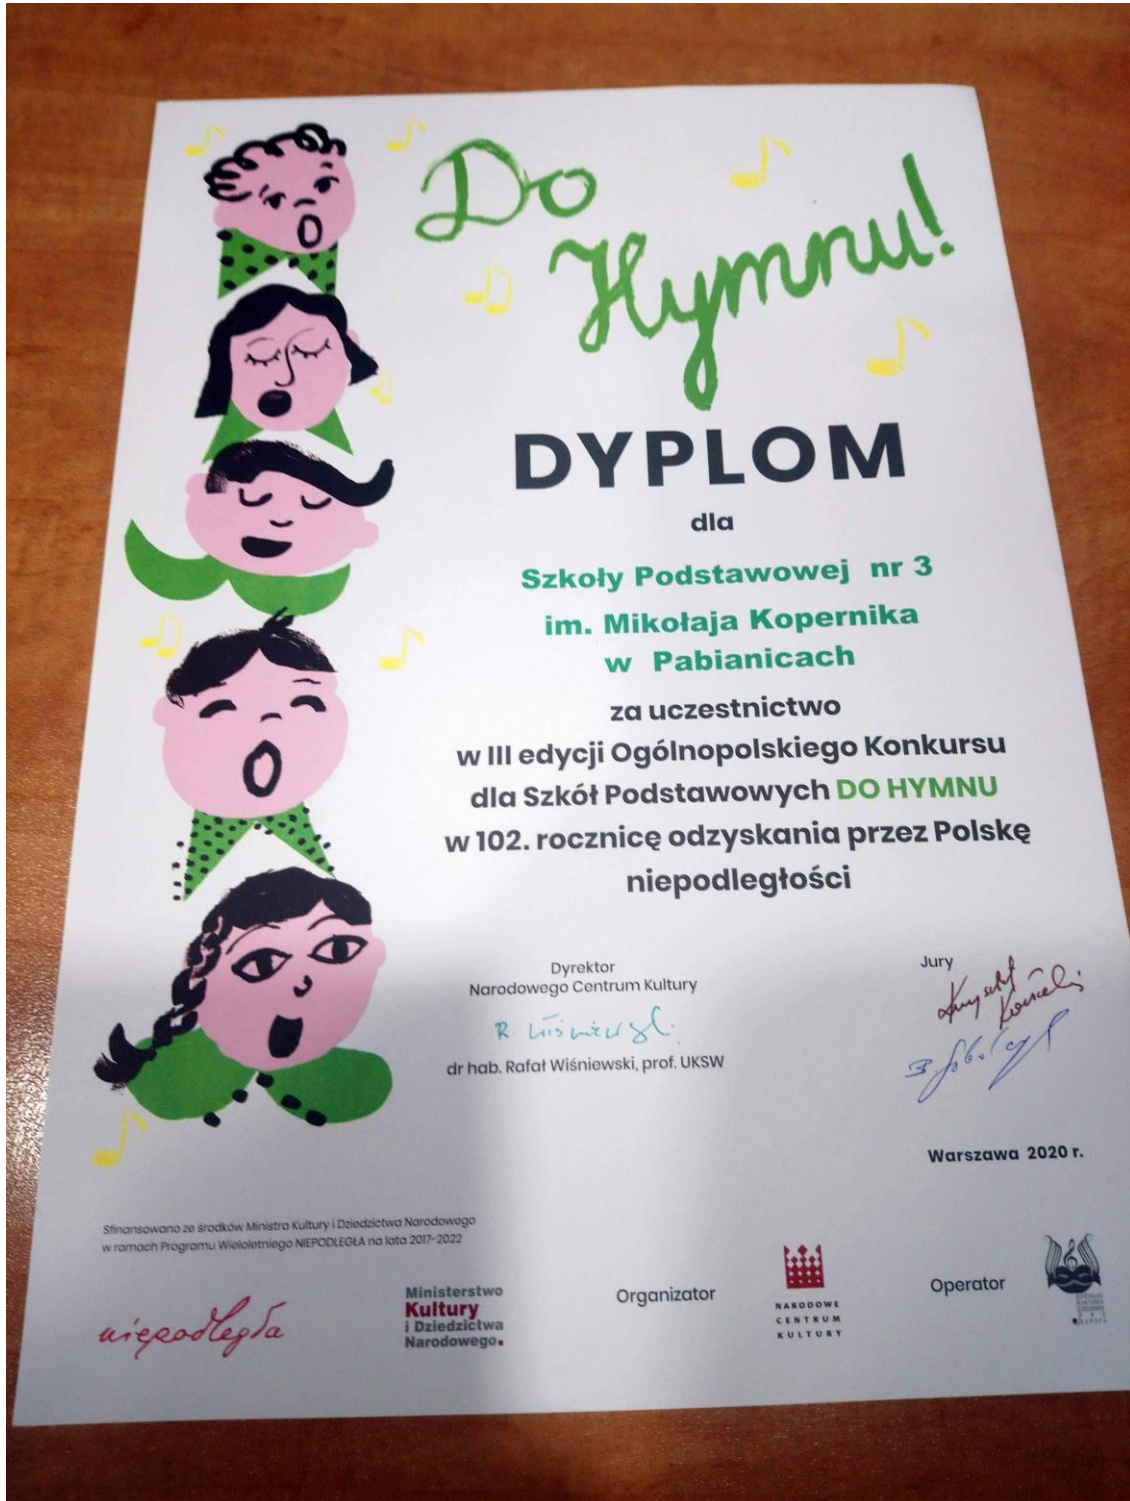 Do
Hymnu!
DYPLOM
dla
Szkoły Podstawowej nr 3
im. Mikołaja Kopernika
w Pabianicach
za uczestnictwo
w III edycji Ogólnopolskiego Konkursu
dla Szkół Podstawowych DO HYMNU
w 102. rocznicę odzyskania przez Polskę
niepodległości
Dyrektor
Narodowego Centrum Kultury
R. Wiśniewski
dr hab. Rafał Wiśniewski, prof. UKSW
Jury
Krzysztof
Warszawa 2020 r.
Sfinansowano ze środków Ministra Kultury i Dziedzictwa Narodowego
w ramach Programu Wieloletniego NIEPODLEGŁA na lata 2017-2022
niepodległa
Ministerstwo
Kultury
i Dziedzictwa
Narodowego.
Organizator
NARODOWE
CENTRUM
KULTURY
Operator